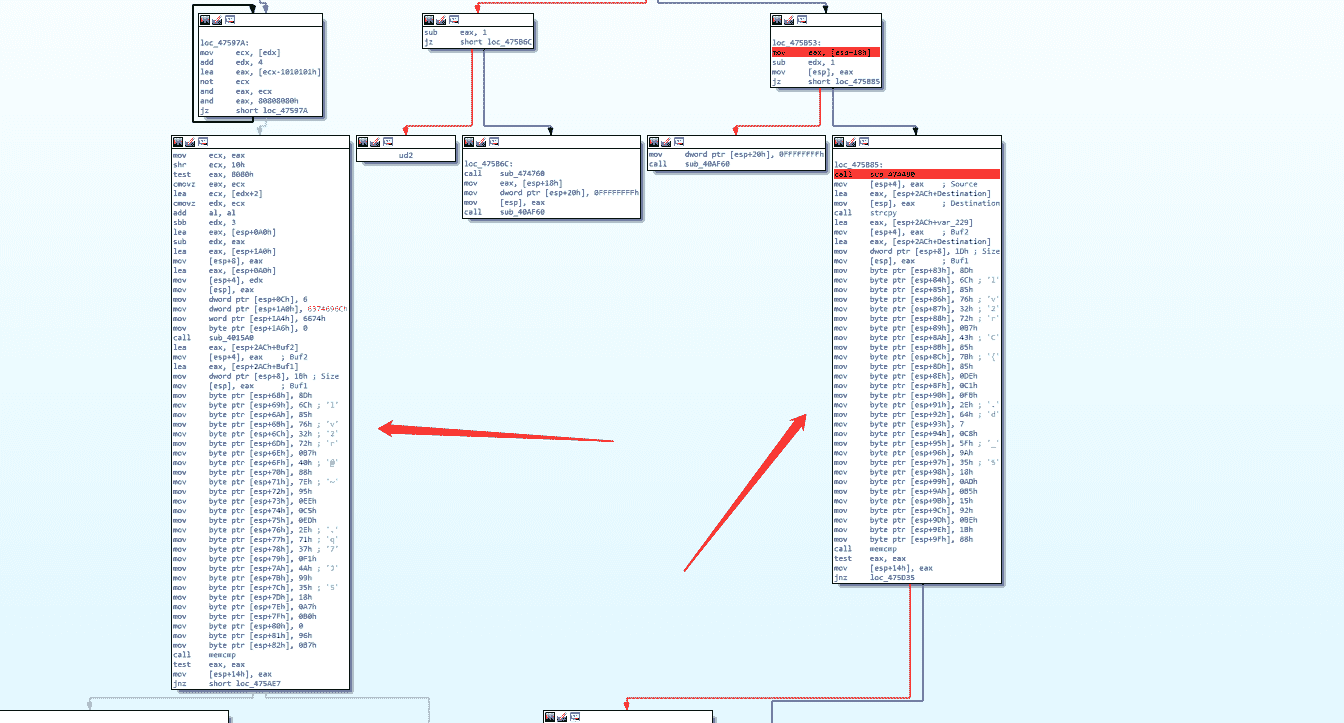 loc_47597A:
mov ecx, [edx]
add edx, 4
lea eax, [ecx-1010101h]
not ecx
and eax, ecx
and eax, 80808080h
jz short loc_47597A
sub eax, 1
jz short loc_475B6C
loc_475B53:
mov eax, [esp+18h]
sub edx, 1
mov [esp], eax
jz short loc_475B85
mov ecx, eax
shr ecx, 10h
test eax, 8080h
cmovz eax, ecx
lea ecx, [edx+2]
cmovz edx, ecx
add al, al
sbb edx, 3
lea eax, [esp+0A0h]
sub edx, eax
lea eax, [esp+1A0h]
mov [esp+8], eax
lea eax, [esp+0A0h]
mov [esp+4], edx
mov [esp], eax
mov dword ptr [esp+0Ch], 6
mov dword ptr [esp+1A0h], 6374696Ch
mov word ptr [esp+1A4h], 6674h
mov byte ptr [esp+1A6h], 0
call sub_4015A0
lea eax, [esp+2ACh+Buf2]
mov [esp+4], eax ; Buf2
lea eax, [esp+2ACh+Buf1]
mov dword ptr [esp+8], 1Bh ; Size
mov [esp], eax ; Buf1
mov byte ptr [esp+68h], 8Dh
mov byte ptr [esp+69h], 6Ch ; 'l'
mov byte ptr [esp+6Ah], 85h
mov byte ptr [esp+6Bh], 76h ; 'v'
mov byte ptr [esp+6Ch], 32h ; '2'
mov byte ptr [esp+6Dh], 72h ; 'r'
mov byte ptr [esp+6Eh], 0B7h
mov byte ptr [esp+6Fh], 40h ; '@'
mov byte ptr [esp+70h], 88h
mov byte ptr [esp+71h], 7Eh ; '~'
mov byte ptr [esp+72h], 95h
mov byte ptr [esp+73h], 0EEh
mov byte ptr [esp+74h], 0C5h
mov byte ptr [esp+75h], 0EDh
mov byte ptr [esp+76h], 2Eh ; '.'
mov byte ptr [esp+77h], 71h ; 'q'
mov byte ptr [esp+78h], 37h ; '7'
mov byte ptr [esp+79h], 0F1h
mov byte ptr [esp+7Ah], 4Ah ; 'J'
mov byte ptr [esp+7Bh], 99h
mov byte ptr [esp+7Ch], 35h ; '5'
mov byte ptr [esp+7Dh], 18h
mov byte ptr [esp+7Eh], 0A7h
mov byte ptr [esp+7Fh], 0B0h
mov byte ptr [esp+80h], 0
mov byte ptr [esp+81h], 96h
mov byte ptr [esp+82h], 0B7h
call memcmp
test eax, eax
mov [esp+14h], eax
jnz short loc_475AE7
ud2
loc_475B6C:
call sub_474760
mov eax, [esp+18h]
mov dword ptr [esp+20h], 0FFFFFFFFh
mov [esp], eax
call sub_40AF60
mov dword ptr [esp+20h], 0FFFFFFFFh
call sub_40AF60
loc_475B85:
call
mov [esp+4], eax ; Source
lea eax, [esp+2ACh+Destination]
mov [esp], eax ; Destination
call strcpy
lea eax, [esp+2ACh+var_229]
mov [esp+4], eax ; Buf2
lea eax, [esp+2ACh+Destination]
mov dword ptr [esp+8], 1Dh ; Size
mov [esp], eax ; Buf1
mov byte ptr [esp+83h], 8Dh
mov byte ptr [esp+84h], 6Ch ; 'l'
mov byte ptr [esp+85h], 85h
mov byte ptr [esp+86h], 76h ; 'v'
mov byte ptr [esp+87h], 32h ; '2'
mov byte ptr [esp+88h], 72h ; 'r'
mov byte ptr [esp+89h], 0B7h
mov byte ptr [esp+8Ah], 43h ; 'C'
mov byte ptr [esp+8Bh], 85h
mov byte ptr [esp+8Ch], 7Bh ; '{'
mov byte ptr [esp+8Dh], 85h
mov byte ptr [esp+8Eh], 0DEh
mov byte ptr [esp+8Fh], 0C1h
mov byte ptr [esp+90h], 0FBh
mov byte ptr [esp+91h], 2Eh ; '.'
mov byte ptr [esp+92h], 64h ; 'd'
mov byte ptr [esp+93h], 7
mov byte ptr [esp+94h], 0C8h
mov byte ptr [esp+95h], 5Fh ; '_'
mov byte ptr [esp+96h], 9Ah
mov byte ptr [esp+97h], 35h ; '5'
mov byte ptr [esp+98h], 18h
mov byte ptr [esp+99h], 0ADh
mov byte ptr [esp+9Ah], 0B5h
mov byte ptr [esp+9Bh], 15h
mov byte ptr [esp+9Ch], 92h
mov byte ptr [esp+9Dh], 0BEh
mov byte ptr [esp+9Eh], 1Bh
mov byte ptr [esp+9Fh], 88h
call memcmp
test eax, eax
mov [esp+14h], eax
jnz loc_475D35